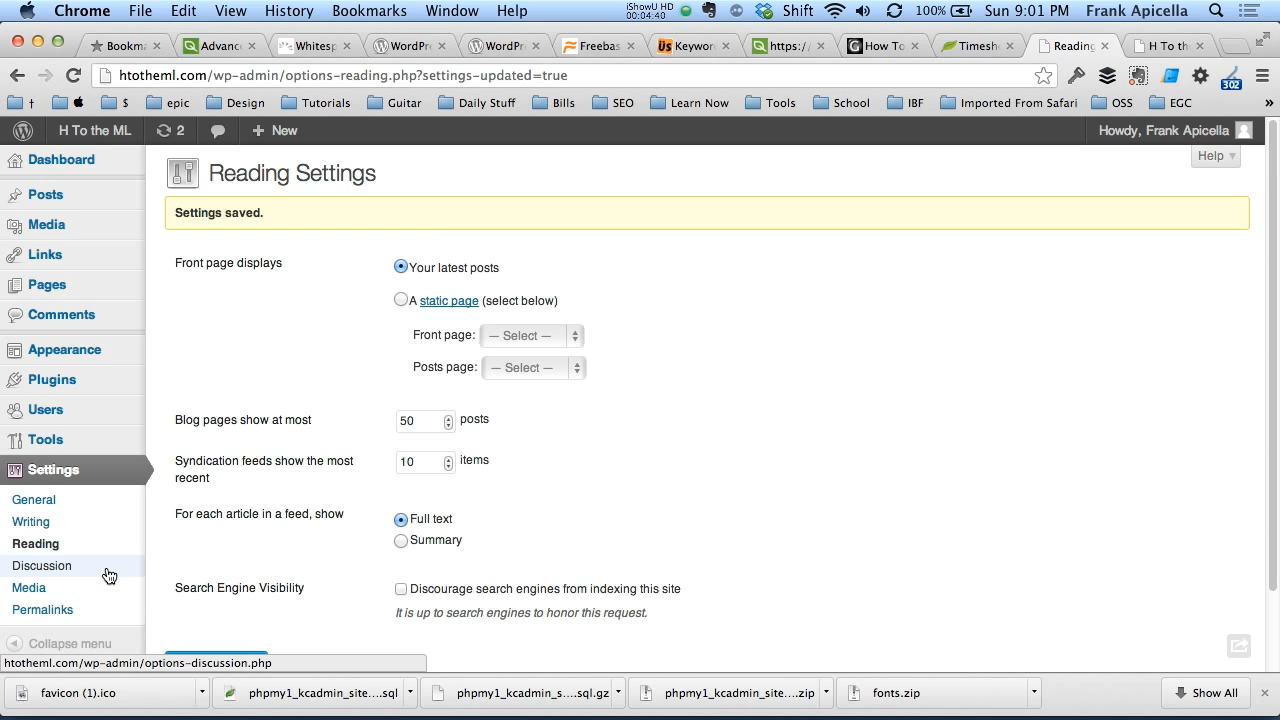 Chrome File Edit View History Bookmarks Window Help iShowU HD 00:04:40 Shift 100% Sun 9:01 PM Frank Apicella
Bookma Advanc Whitesp WordPr WordPr Freebas Keywor https:/ How To Timesh Reading H To th
htotheml.com/wp-admin/options-reading.php?settings-updated=true
302
† $ epic Design Tutorials Guitar Daily Stuff Bills SEO Learn Now Tools School IBF Imported From Safari OSS EGC »
H To the ML 2 + New Howdy, Frank Apicella
Help
Dashboard
Posts
Media
Links
Pages
Comments
Appearance
Plugins
Users
Tools
Settings
General
Writing
Reading
Discussion
Media
Permalinks
Collapse menu
Reading Settings
Settings saved.
Front page displays
Your latest posts
A static page (select below)
Front page: — Select —
Posts page: — Select —
Blog pages show at most 50 posts
Syndication feeds show the most recent 10 items
For each article in a feed, show
Full text
Summary
Search Engine Visibility
Discourage search engines from indexing this site
It is up to search engines to honor this request.
htotheml.com/wp-admin/options-discussion.php
favicon (1).ico phpmy1_kcadmin_site....sql phpmy1_kcadmin_s....sql.gz phpmy1_kcadmin_site....zip fonts.zip Show All